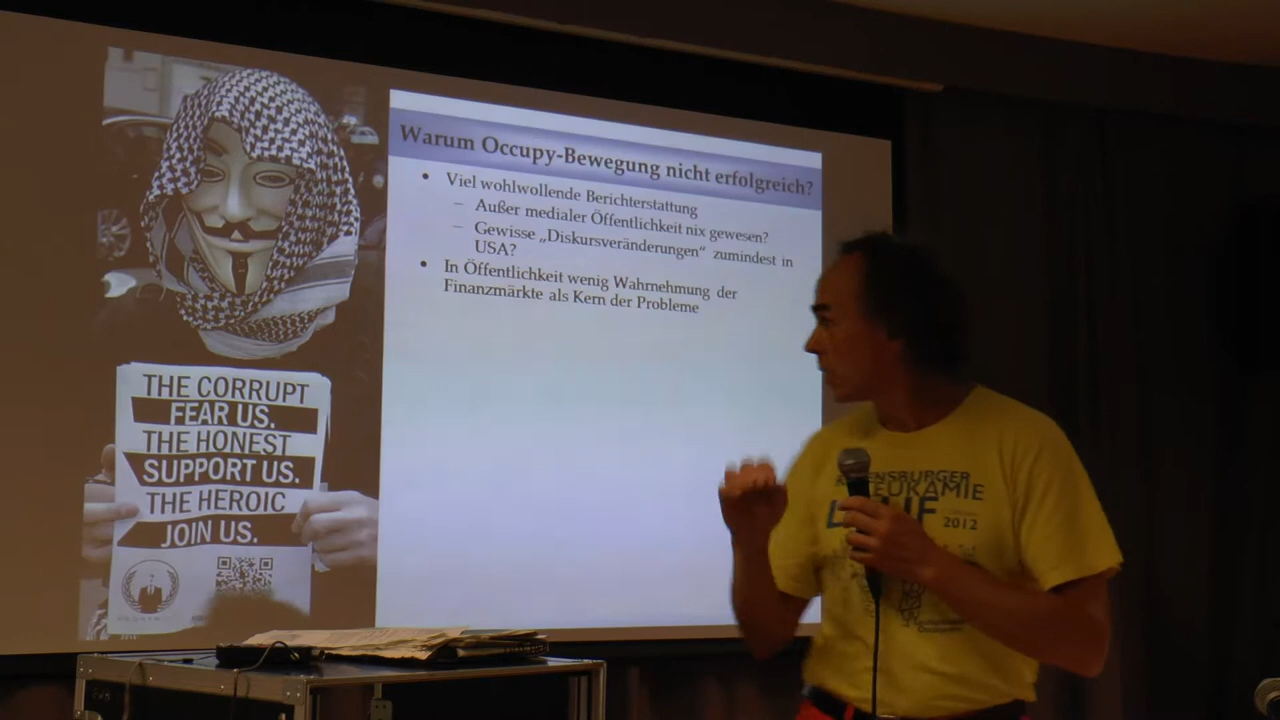 Warum Occupy-Bewegung nicht erfolgreich?
• Viel wohlwollende Berichterstattung
– Außer medialer Öffentlichkeit nix gewesen?
– Gewisse „Diskursveränderungen“ zumindest in
USA?
• In Öffentlichkeit wenig Wahrnehmung der
Finanzmärkte als Kern der Probleme
THE CORRUPT
FEAR US.
THE HONEST
SUPPORT US.
THE HEROIC
JOIN US.
LEUKAMIE
2012